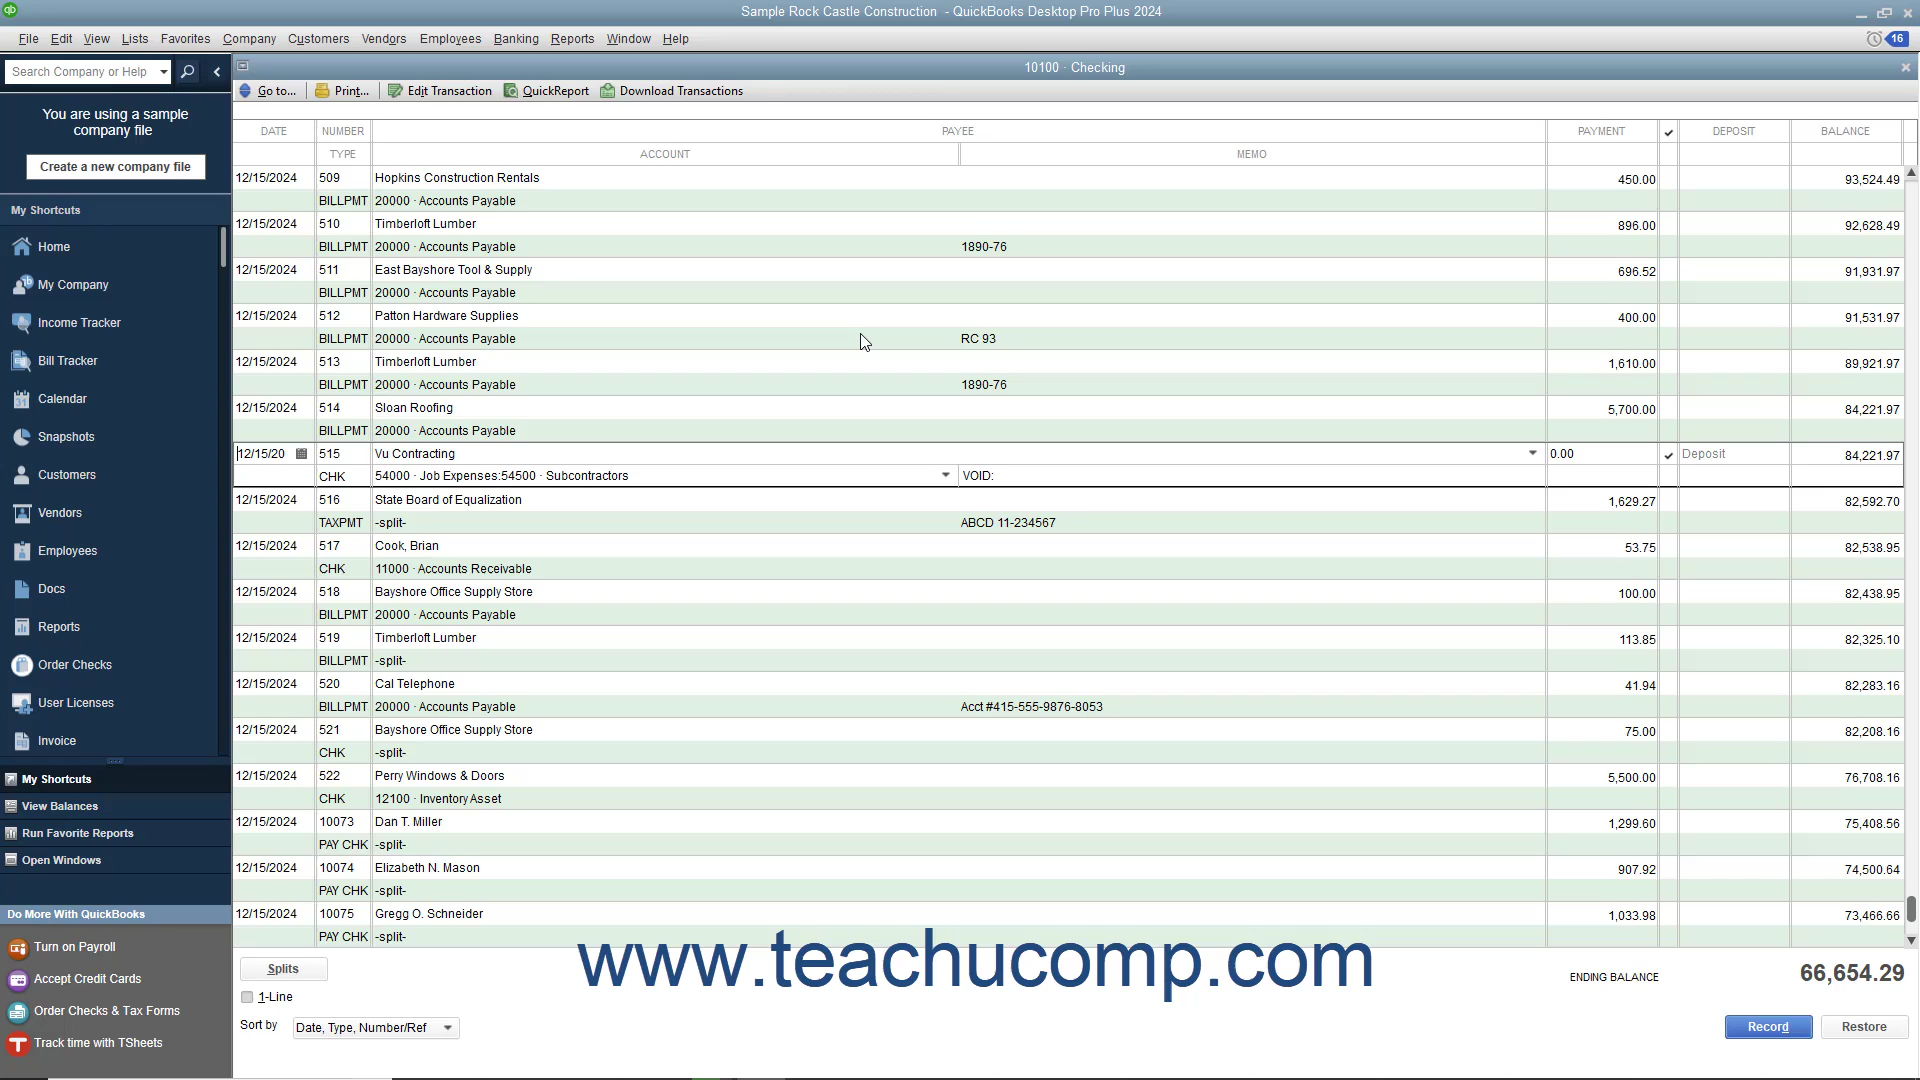 qb
Sample Rock Castle Construction - QuickBooks Desktop Pro Plus 2024
File Edit View Lists Favorites Company Customers Vendors Employees Banking Reports Window Help 16
Search Company or Help
10100 · Checking
Go to... Print... Edit Transaction QuickReport Download Transactions
You are using a sample
company file
Create a new company file
My Shortcuts
Home
My Company
Income Tracker
Bill Tracker
Calendar
Snapshots
Customers
Vendors
Employees
Docs
Reports
Order Checks
User Licenses
Invoice
My Shortcuts
View Balances
Run Favorite Reports
Open Windows
Do More With QuickBooks
Turn on Payroll
Accept Credit Cards
Order Checks & Tax Forms
Track time with TSheets
DATE NUMBER PAYEE PAYMENT ✓ DEPOSIT BALANCE
TYPE ACCOUNT MEMO
12/15/2024 509 Hopkins Construction Rentals 450.00 93,524.49
BILLPMT 20000 · Accounts Payable
12/15/2024 510 Timberloft Lumber 896.00 92,628.49
BILLPMT 20000 · Accounts Payable 1890-76
12/15/2024 511 East Bayshore Tool & Supply 696.52 91,931.97
BILLPMT 20000 · Accounts Payable
12/15/2024 512 Patton Hardware Supplies 400.00 91,531.97
BILLPMT 20000 · Accounts Payable RC 93
12/15/2024 513 Timberloft Lumber 1,610.00 89,921.97
BILLPMT 20000 · Accounts Payable 1890-76
12/15/2024 514 Sloan Roofing 5,700.00 84,221.97
BILLPMT 20000 · Accounts Payable
12/15/20 515 Vu Contracting 0.00 ✓ Deposit 84,221.97
CHK 54000 · Job Expenses:54500 · Subcontractors VOID:
12/15/2024 516 State Board of Equalization 1,629.27 82,592.70
TAXPMT -split- ABCD 11-234567
12/15/2024 517 Cook, Brian 53.75 82,538.95
CHK 11000 · Accounts Receivable
12/15/2024 518 Bayshore Office Supply Store 100.00 82,438.95
BILLPMT 20000 · Accounts Payable
12/15/2024 519 Timberloft Lumber 113.85 82,325.10
BILLPMT -split-
12/15/2024 520 Cal Telephone 41.94 82,283.16
BILLPMT 20000 · Accounts Payable Acct #415-555-9876-8053
12/15/2024 521 Bayshore Office Supply Store 75.00 82,208.16
CHK -split-
12/15/2024 522 Perry Windows & Doors 5,500.00 76,708.16
CHK 12100 · Inventory Asset
12/15/2024 10073 Dan T. Miller 1,299.60 75,408.56
PAY CHK -split-
12/15/2024 10074 Elizabeth N. Mason 907.92 74,500.64
PAY CHK -split-
12/15/2024 10075 Gregg O. Schneider 1,033.98 73,466.66
PAY CHK -split-
Splits
www.teachucomp.com
ENDING BALANCE 66,654.29
1-Line
Sort by Date, Type, Number/Ref
Record Restore